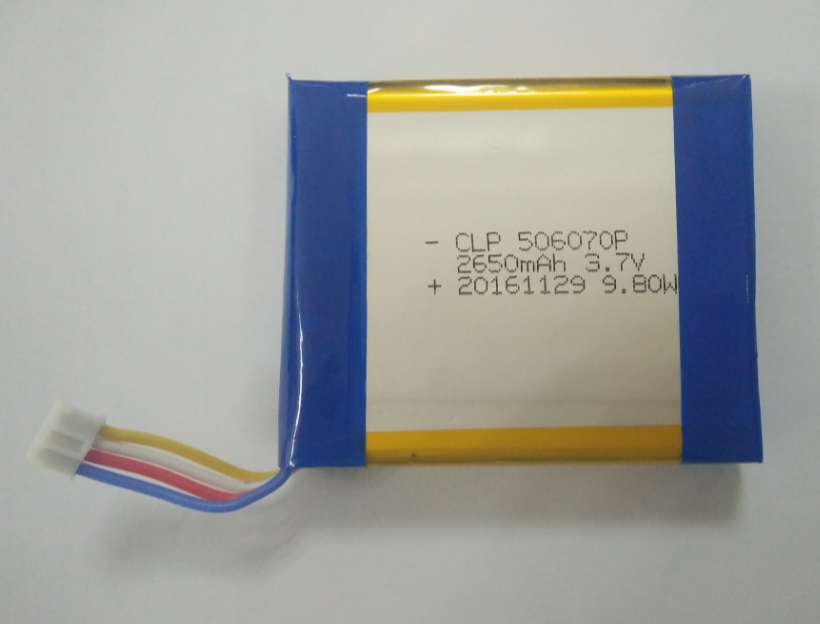 - CLP 506070P
2650mAh 3.7V
+ 20161129 9.80W